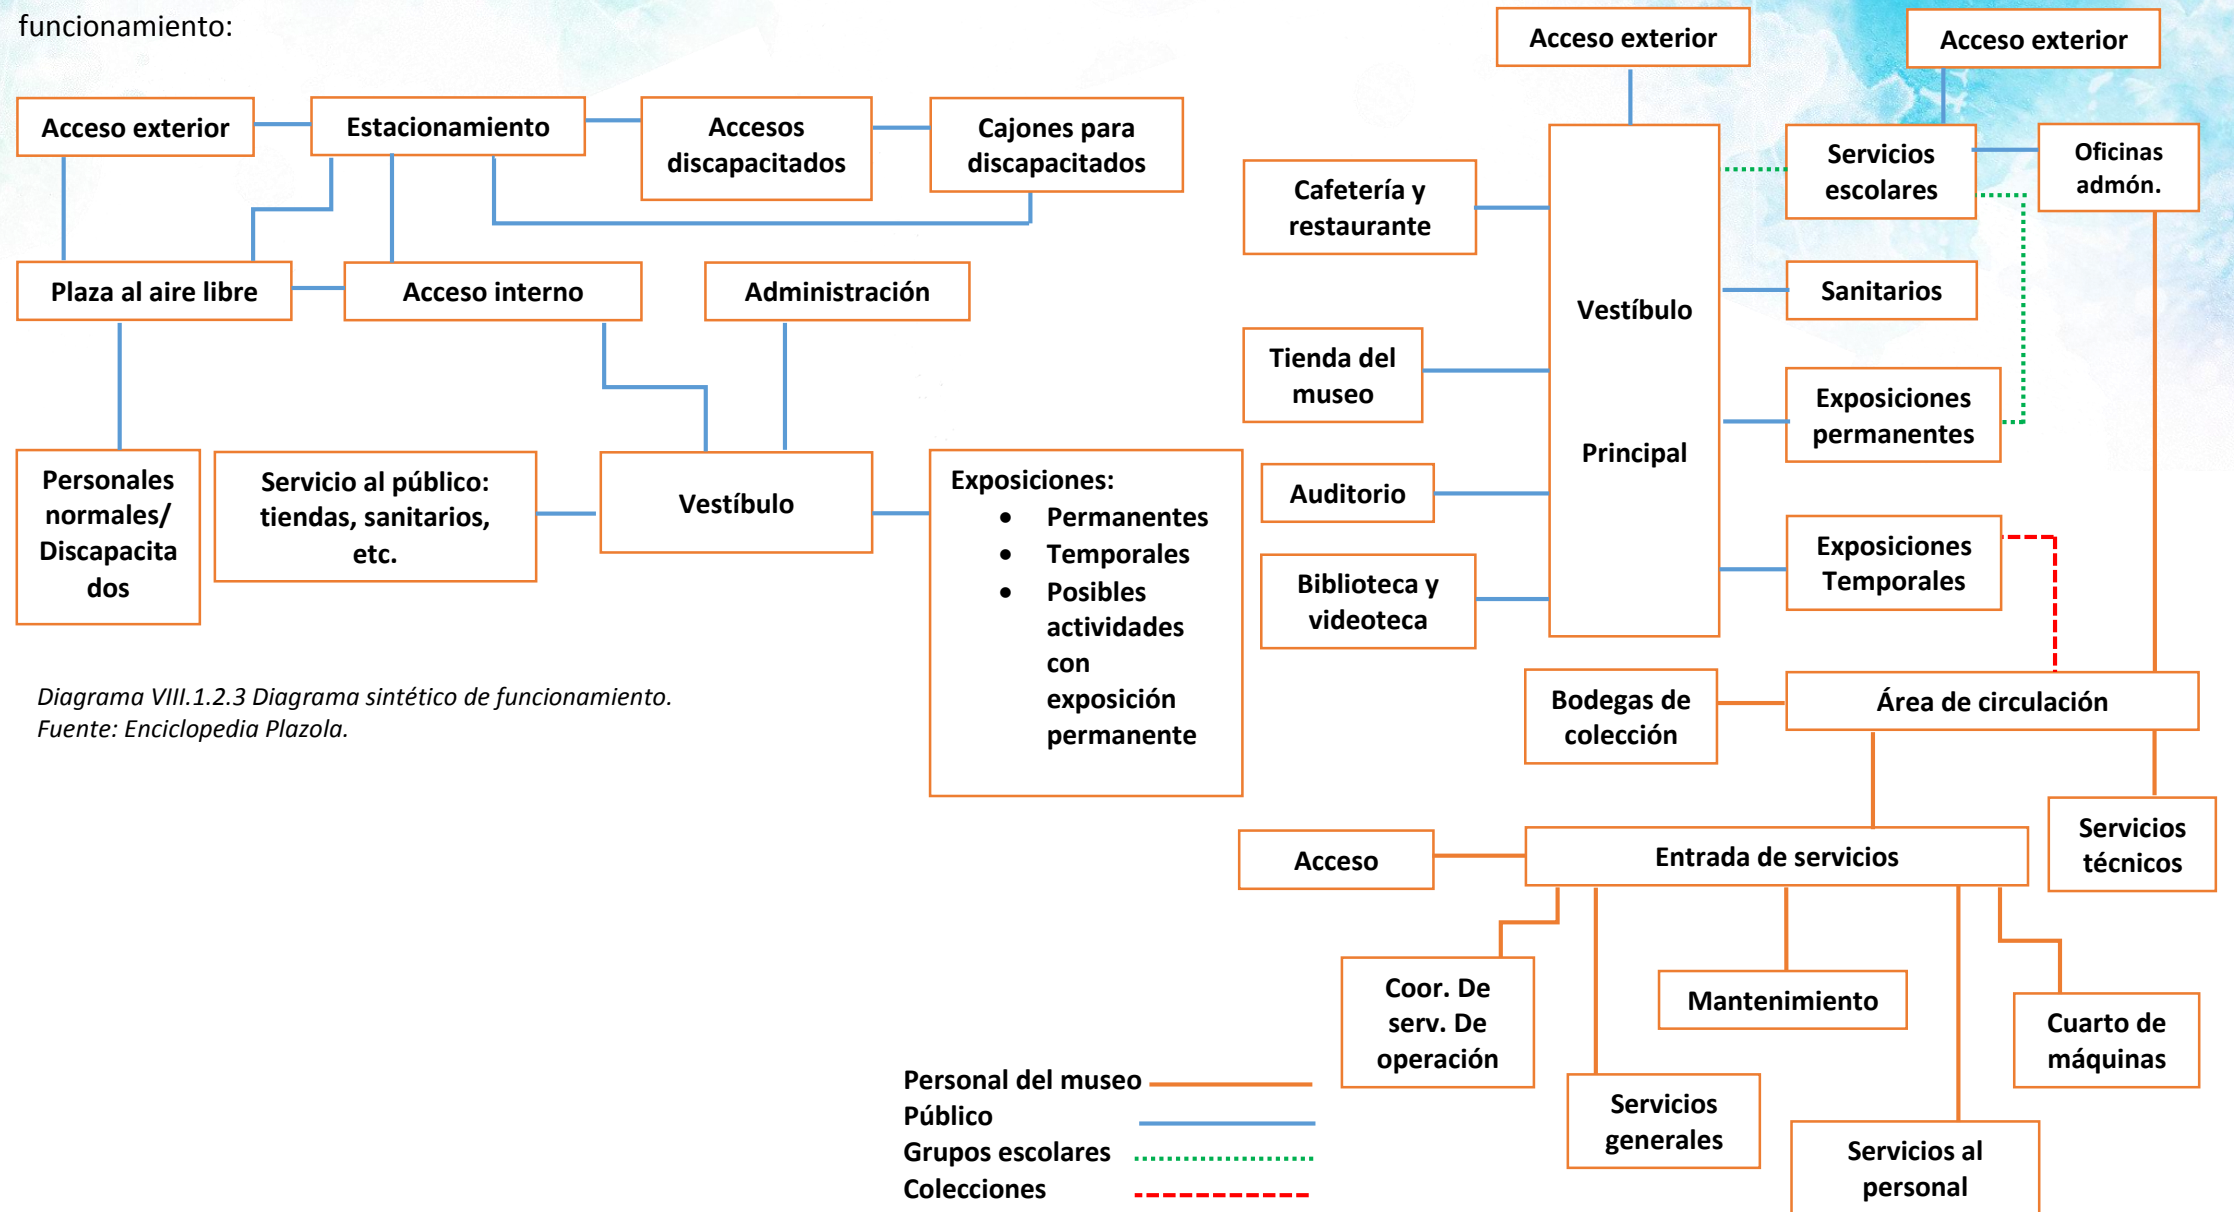 funcionamiento:
Acceso exterior
Estacionamiento
Accesos
discapacitados
Cajones para
discapacitados
Plaza al aire libre
Acceso interno
Administración
Personales
normales/
Discapacita
dos
Servicio al público:
tiendas, sanitarios,
etc.
Vestíbulo
Exposiciones:
• Permanentes
• Temporales
• Posibles
actividades
con
exposición
permanente
Diagrama VIII.1.2.3 Diagrama sintético de funcionamiento.
Fuente: Enciclopedia Plazola.
Acceso exterior
Acceso exterior
Cafetería y
restaurante
Tienda del
museo
Auditorio
Biblioteca y
videoteca
Vestíbulo
Principal
Servicios
escolares
Oficinas
admón.
Sanitarios
Exposiciones
permanentes
Exposiciones
Temporales
Bodegas de
colección
Área de circulación
Servicios
técnicos
Acceso
Entrada de servicios
Coor. De
serv. De
operación
Servicios
generales
Mantenimiento
Servicios al
personal
Cuarto de
máquinas
Personal del museo
Público
Grupos escolares
Colecciones